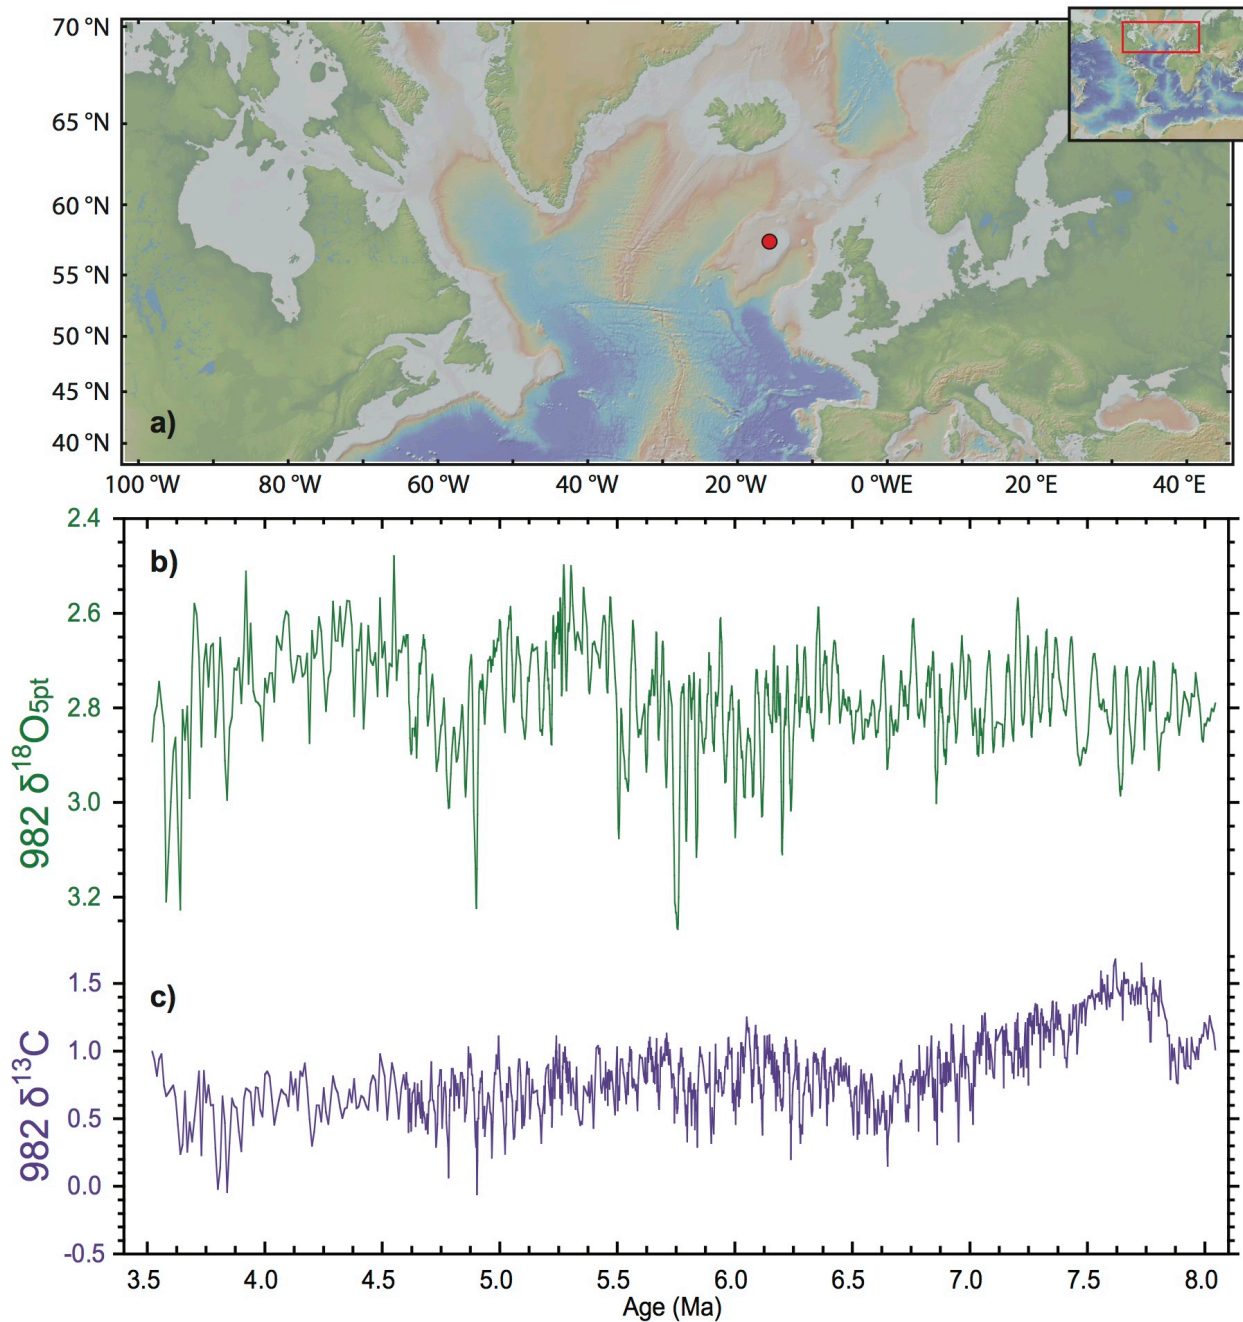 70 °N
65 °N
60 °N
55 °N
50 °N
45 °N
40 °N
a)
100 °W 80 °W 60 °W 40 °W 20 °W 0 °WE 20 °E 40 °E
2.4
2.6
2.8
3.0
3.2
b)
982 δ¹⁸O₅pt
1.5
1.0
0.5
0.0
-0.5
c)
982 δ¹³C
3.5 4.0 4.5 5.0 5.5 6.0 6.5 7.0 7.5 8.0
Age (Ma)